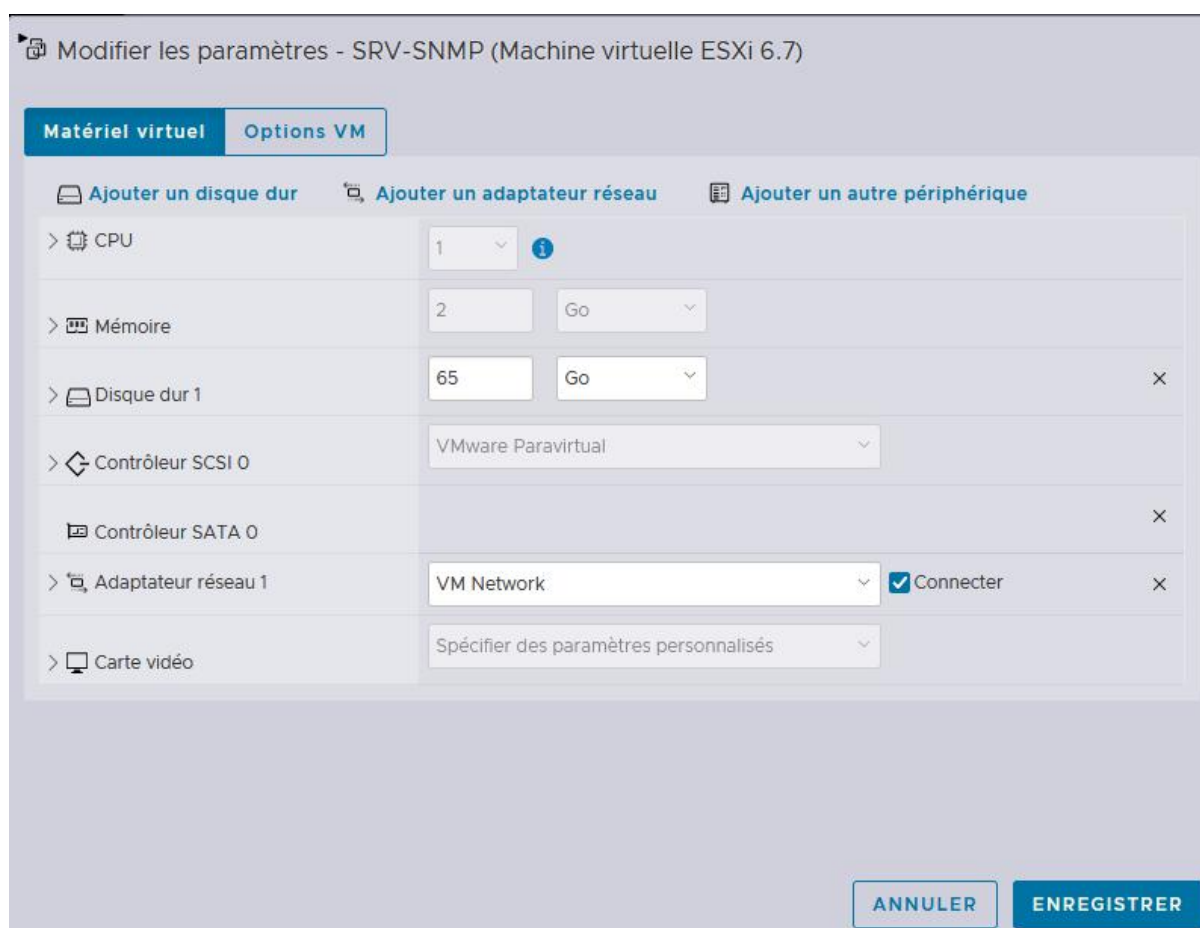 Modifier les paramètres - SRV-SNMP (Machine virtuelle ESXi 6.7)
Matériel virtuel Options VM
Ajouter un disque dur Ajouter un adaptateur réseau Ajouter un autre périphérique
CPU 1
Mémoire 2 Go
Disque dur 1 65 Go
Contrôleur SCSI 0 VMware Paravirtual
Contrôleur SATA 0
Adaptateur réseau 1 VM Network Connecter
Carte vidéo Spécifier des paramètres personnalisés
ANNULER ENREGISTRER